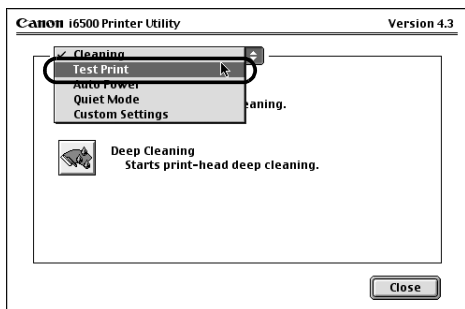 Canon i6500 Printer Utility Version 4.3
✓ Cleaning
Test Print
Auto Power
Quiet Mode
eaning.
Custom Settings
Deep Cleaning
Starts print-head deep cleaning.
Close